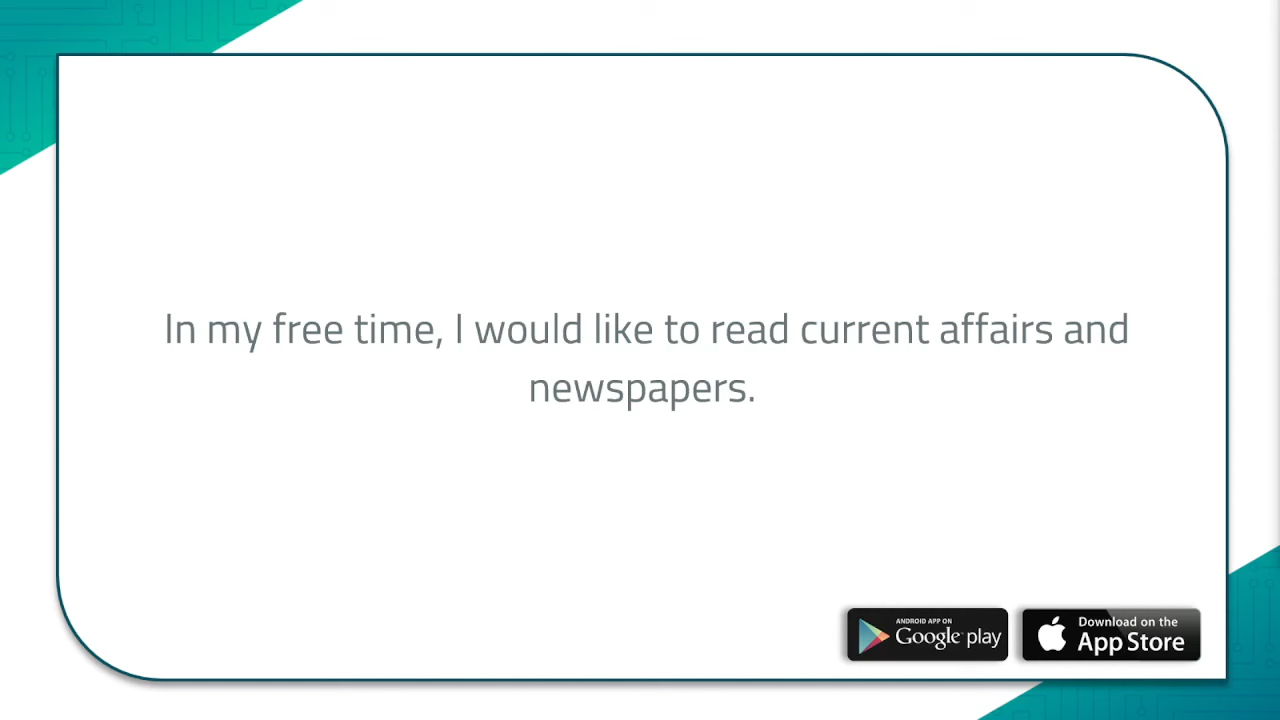 In my free time, I would like to read current affairs and
newspapers.
ANDROID APP ON
Google play
Download on the
App Store